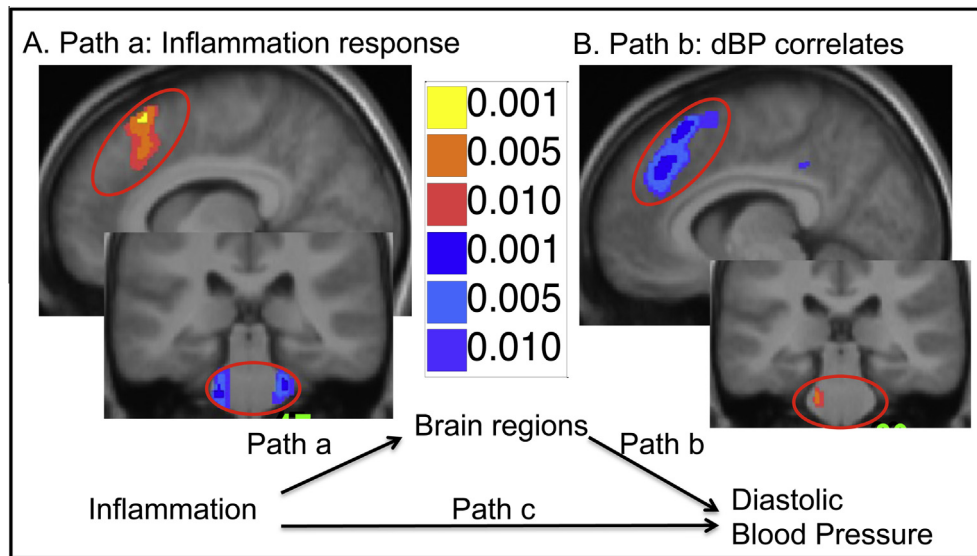 A. Path a: Inflammation response
B. Path b: dBP correlates
0.001
0.005
0.010
0.001
0.005
0.010
Path a
Brain regions
Path b
Inflammation
Path c
Diastolic
Blood Pressure